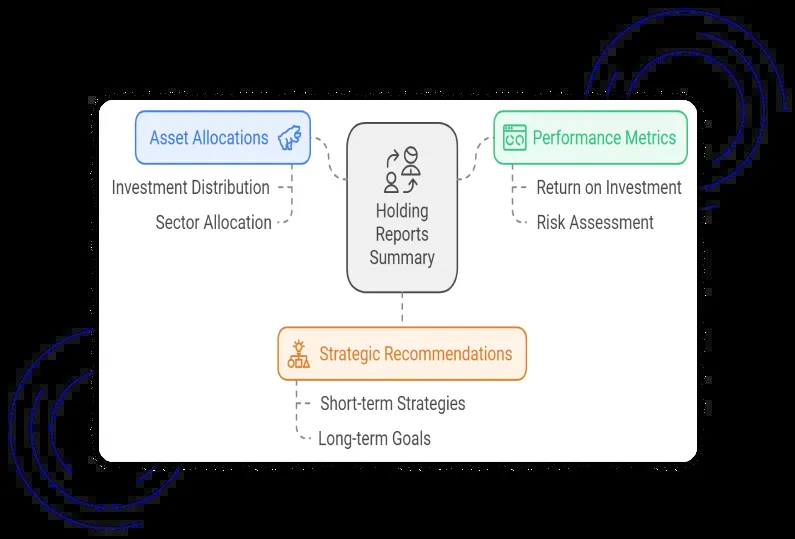 Asset Allocations
Investment Distribution
Sector Allocation
Holding
Reports
Summary
Performance Metrics
Return on Investment
Risk Assessment
Strategic Recommendations
Short-term Strategies
Long-term Goals